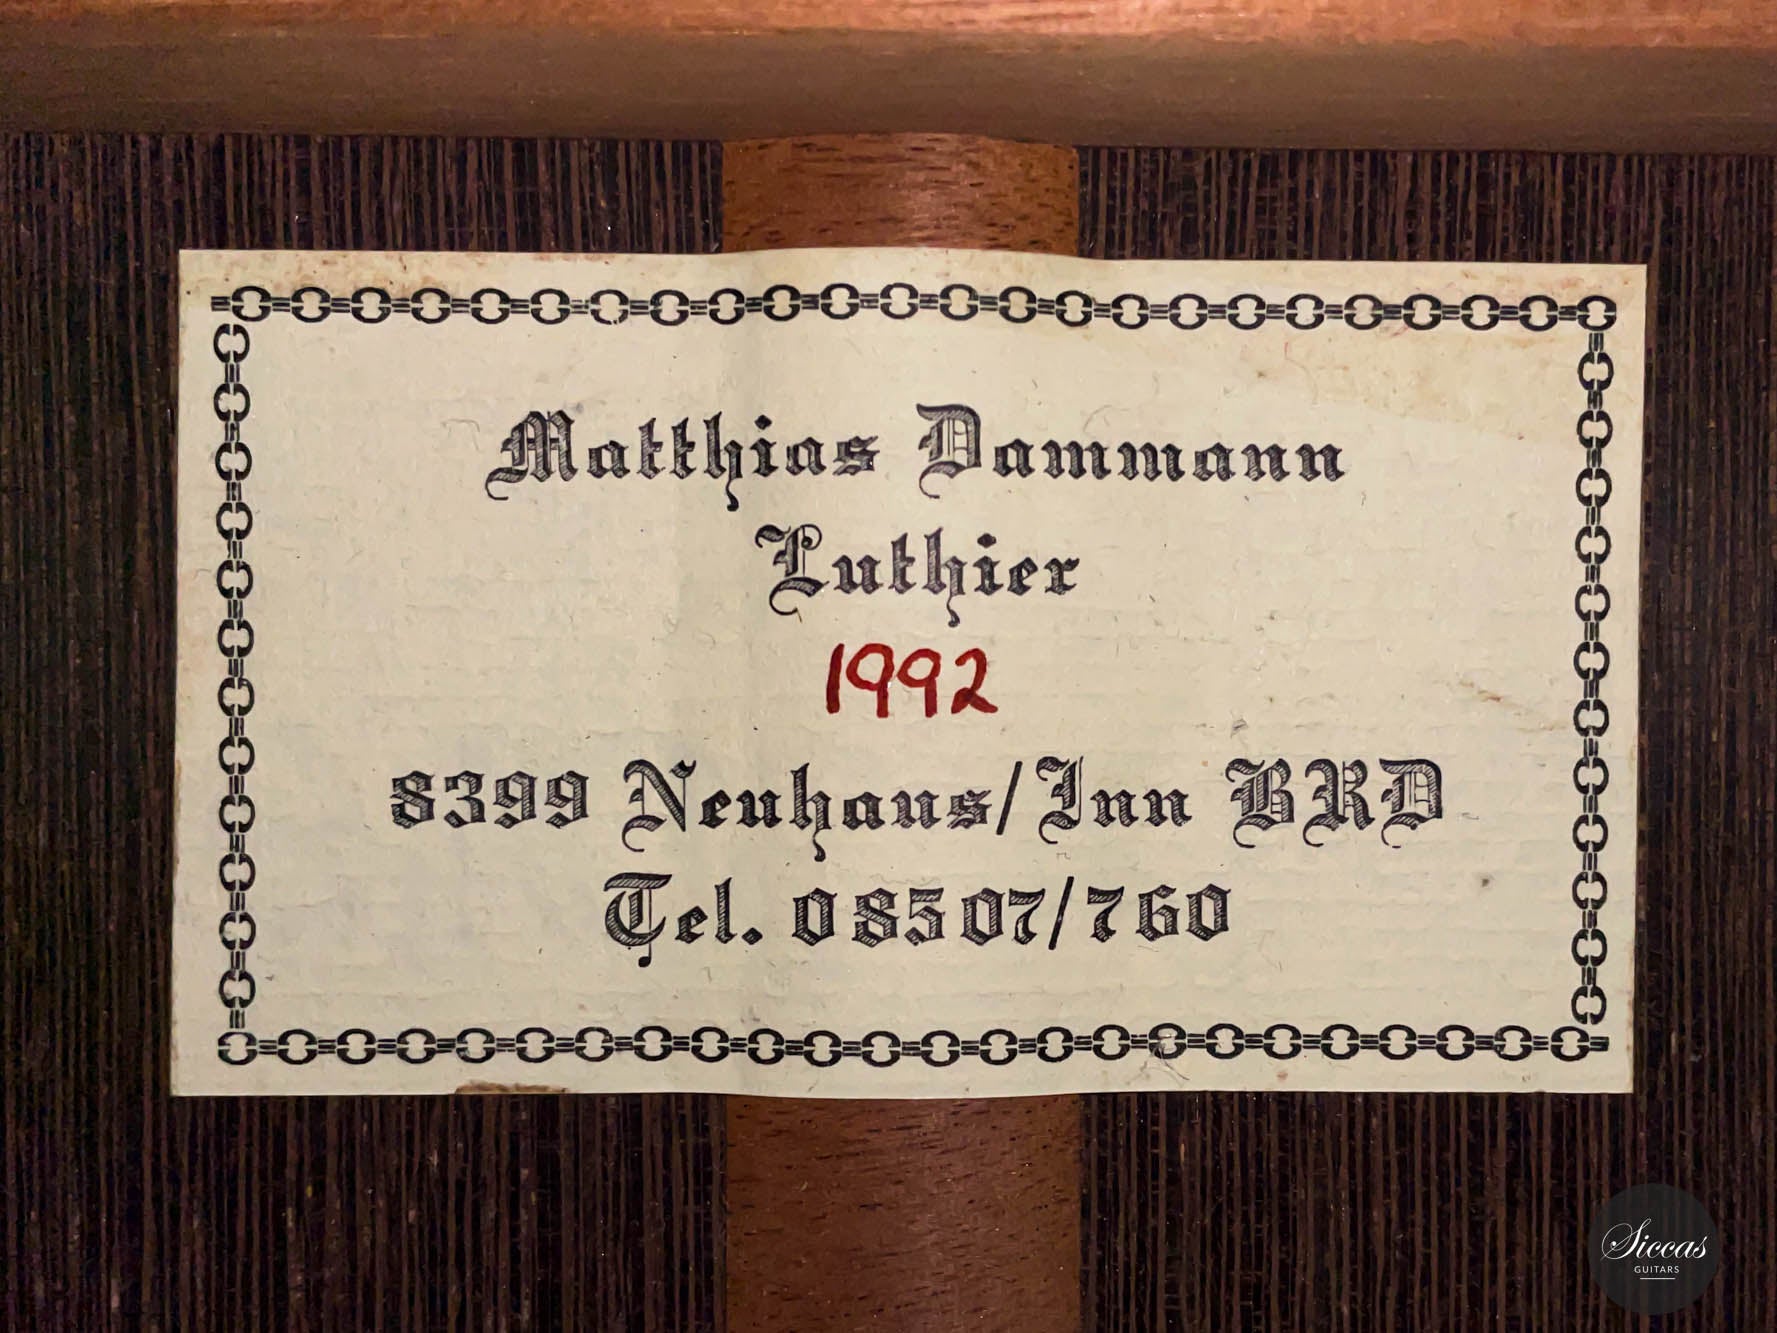 Matthias Dammann
Luthier
1992
8399 Neuhaus/Inn BRD
Tel. 08507/760
Siccas
GUITARS